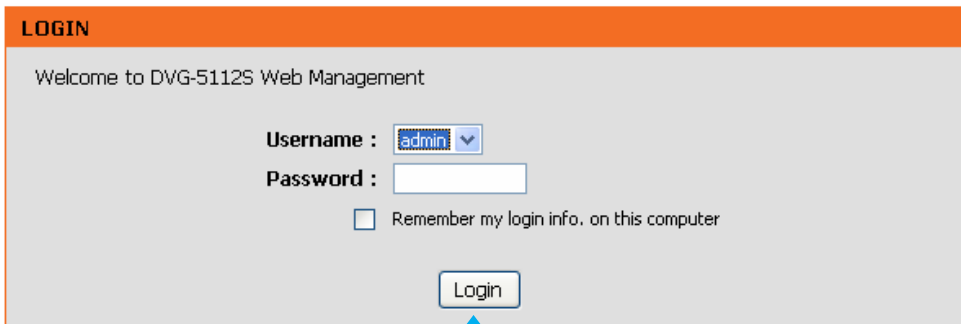 LOGIN
Welcome to DVG-5112S Web Management
Username :
admin
Password :
Remember my login info. on this computer
Login